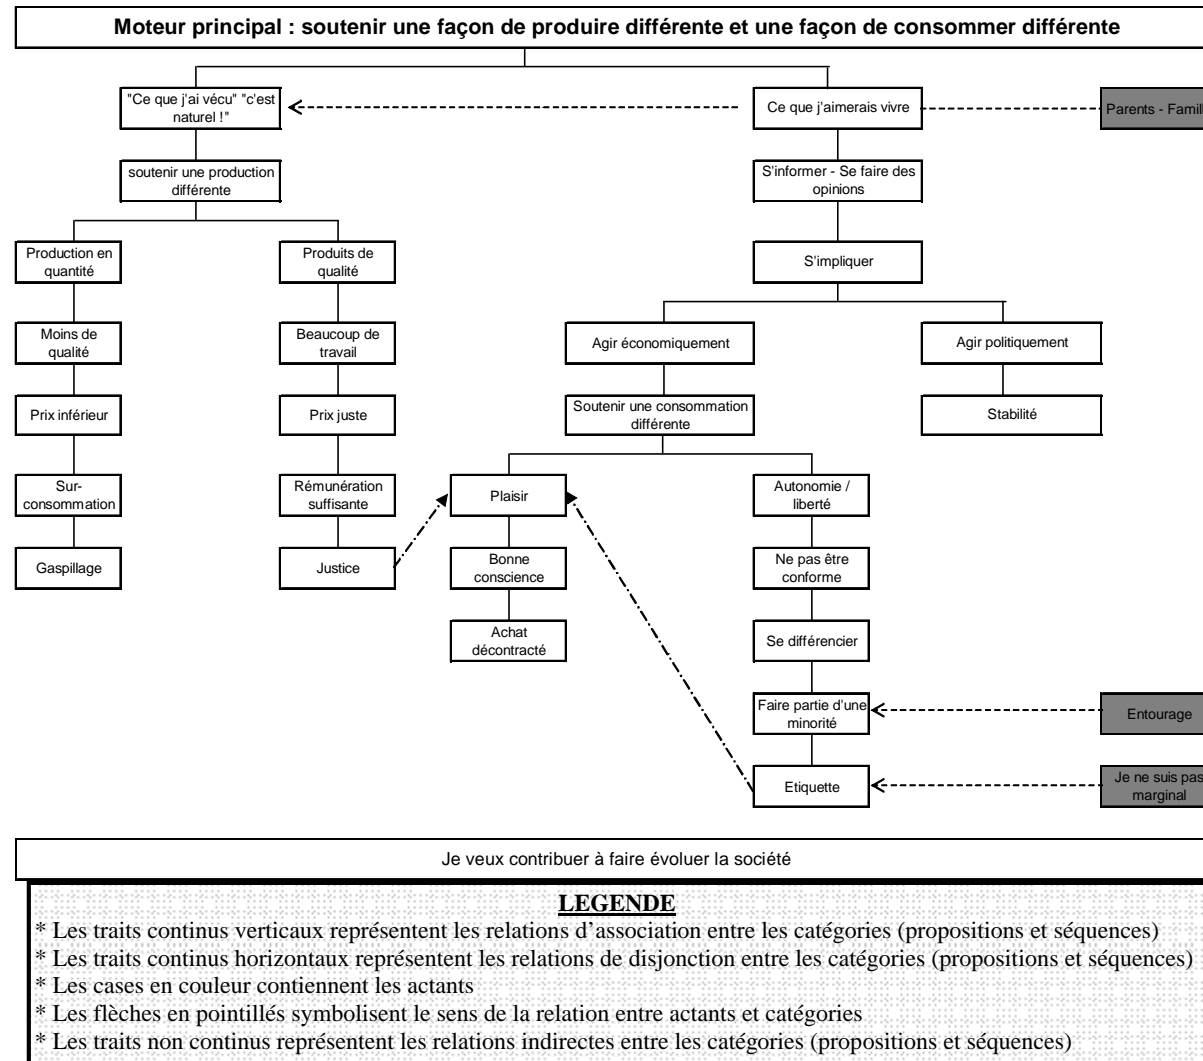 Moteur principal : soutenir une façon de produire différente et une façon de consommer différente
"Ce que j'ai vécu" "c'est
naturel !"
Ce que j'aimerais vivre
Parents - Famill
soutenir une production
différente
S'informer - Se faire des
opinions
Production en
quantité
Produits de
qualité
S'impliquer
Moins de
qualité
Beaucoup de
travail
Agir économiquement
Agir politiquement
Prix inférieur
Prix juste
Soutenir une consommation
différente
Stabilité
Sur-
consommation
Rémunération
suffisante
Plaisir
Autonomie /
liberté
Gaspillage
Justice
Bonne
conscience
Ne pas être
conforme
Achat
décontracté
Se différencier
Faire partie d'une
minorité
Entourage
Etiquette
Je ne suis pas
marginal
Je veux contribuer à faire évoluer la société
LEGENDE
* Les traits continus verticaux représentent les relations d’association entre les catégories (propositions et séquences)
* Les traits continus horizontaux représentent les relations de disjonction entre les catégories (propositions et séquences)
* Les cases en couleur contiennent les actants
* Les flèches en pointillés symbolisent le sens de la relation entre actants et catégories
* Les traits non continus représentent les relations indirectes entre les catégories (propositions et séquences)